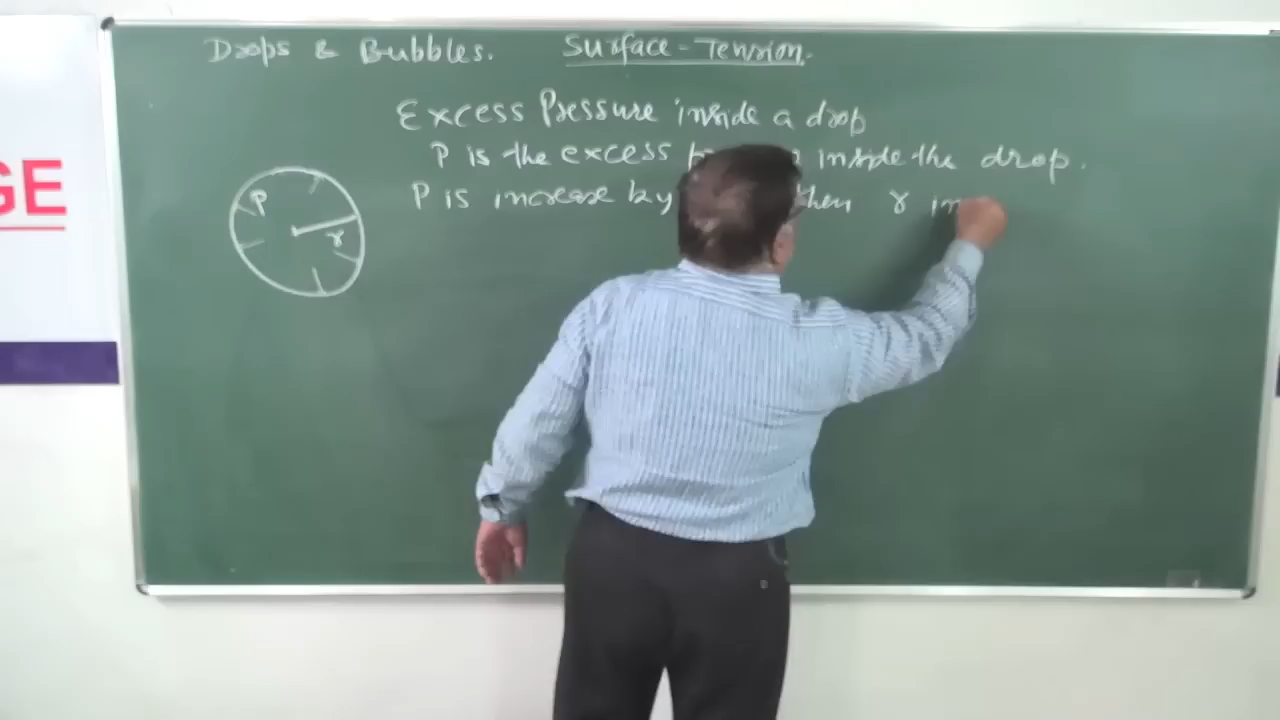 Drops & Bubbles. Surface-Tension.
Excess Pressure inside a drop
P is the excess inside the drop.
P is increase by then r in
P
r
GE